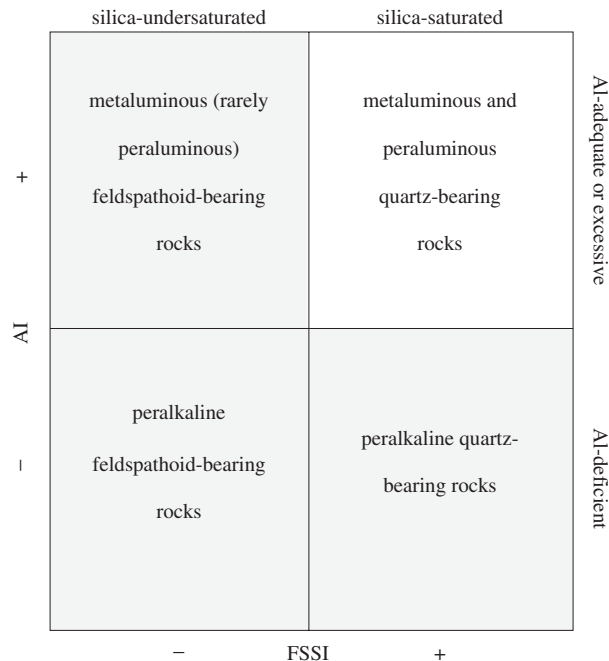 silica-undersaturated
silica-saturated
metaluminous (rarely
peraluminous)
feldspathoid-bearing
rocks
metaluminous and
peraluminous
quartz-bearing
rocks
Al-adequate or excessive
+
AI
–
peralkaline
feldspathoid-bearing
rocks
peralkaline quartz-
bearing rocks
Al-deficient
– FSSI +